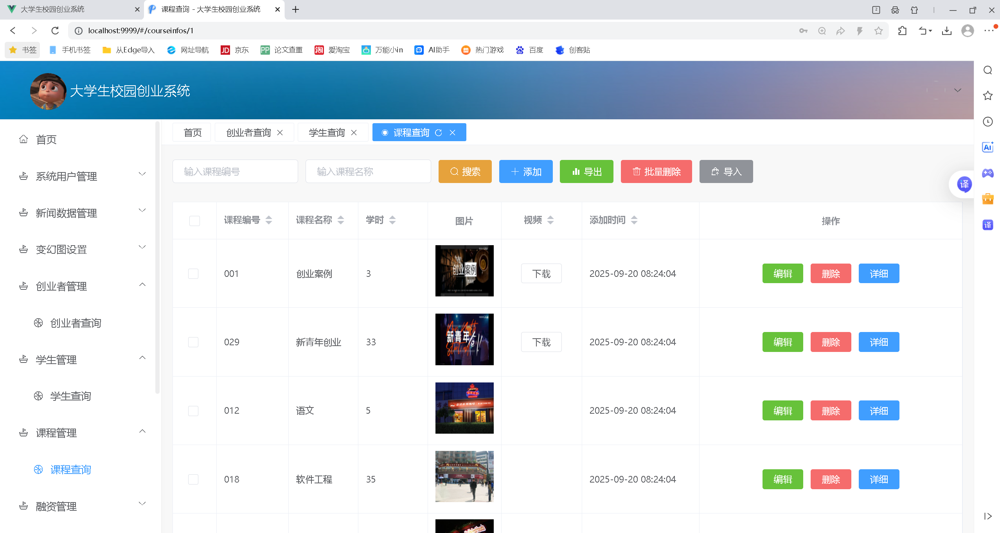 大学生校园创业系统
课程查询 - 大学生校园创业系统
localhost:9999/#/courseinfos/1
书签 手机书签 从Edge导入 网址导航 京东 论文查重 爱淘宝 万能小in AI助手 热门游戏 百度 创客贴
大学生校园创业系统
首页
系统用户管理
新闻数据管理
变幻图设置
创业者管理
创业者查询
学生管理
学生查询
课程管理
课程查询
融资管理
首页 创业者查询 学生查询 课程查询
输入课程编号 输入课程名称 搜索 添加 导出 批量删除 导入
课程编号 课程名称 学时 图片 视频 添加时间 操作
001 创业案例 3 创业案例 下载 2025-09-20 08:24:04 编辑 删除 详细
029 新青年创业 33 新青年 下载 2025-09-20 08:24:04 编辑 删除 详细
012 语文 5 2025-09-20 08:24:04 编辑 删除 详细
018 软件工程 35 2025-09-20 08:24:04 编辑 删除 详细
译
Ai
译